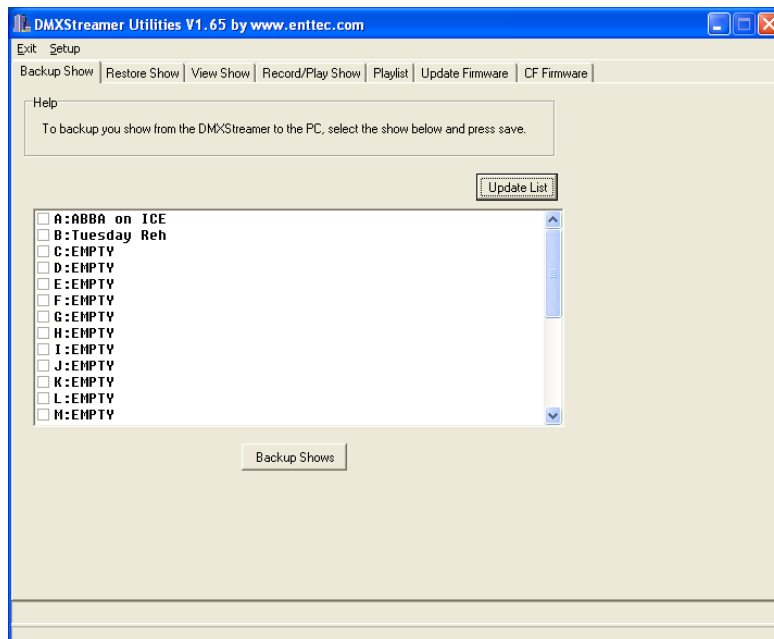 DMXStreamer Utilities V1.65 by www.enttec.com
Exit Setup
Backup Show Restore Show View Show Record/Play Show Playlist Update Firmware CF Firmware
Help
To backup you show from the DMXStreamer to the PC, select the show below and press save.
Update List
A:ABBA on ICE
B:Tuesday Reh
C:EMPTY
D:EMPTY
E:EMPTY
F:EMPTY
G:EMPTY
H:EMPTY
I:EMPTY
J:EMPTY
K:EMPTY
L:EMPTY
M:EMPTY
Backup Shows